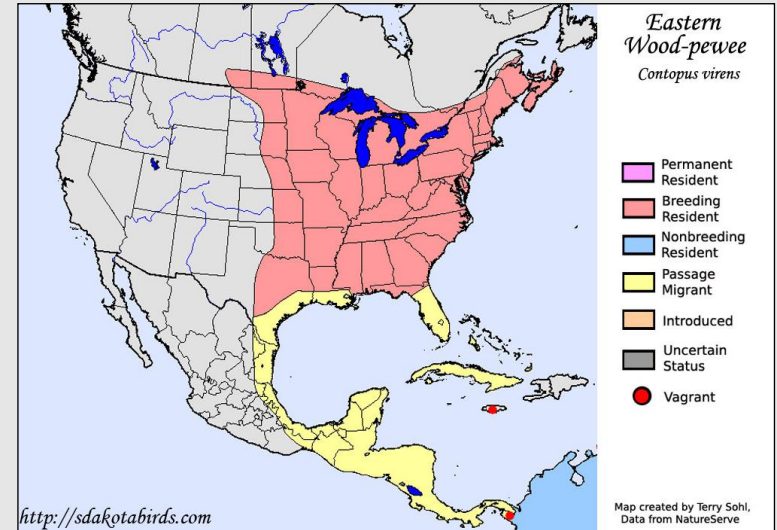 Eastern
Wood-pewee
Contopus virens
Permanent
Resident
Breeding
Resident
Nonbreeding
Resident
Passage
Migrant
Introduced
Uncertain
Status
Vagrant
http://sdakotabirds.com
Map created by Terry Sohl,
Data from NatureServe